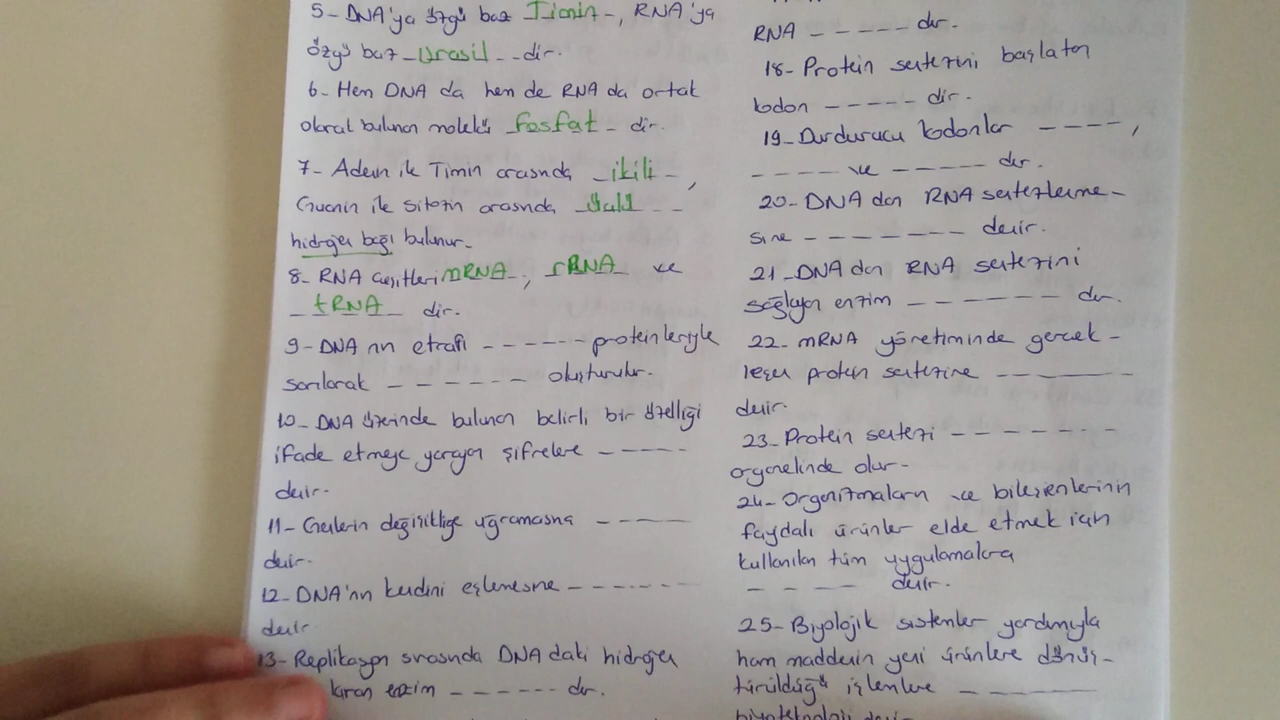 5- DNA'ya özgü baz Timin -, RNA'ya
özgü baz -Urasil - - dir.
6- Hem DNA da hem de RNA da ortak
olarak bulunan molekül fosfat - dir.
7- Adenin ile Timin arasında - ikili -,
Guanin ile sitozin arasında - üçlü - -
hidrojen bağı bulunur-
8- RNA çeşitleri mRNA -, rRNA ve
- tRNA - dir.
9- DNA nın etrafı - - - - - - proteinleriyle
sarılarak - - - - - - - oluşturulur.
10- DNA üzerinde bulunan belirli bir özelliği
ifade etmeye yarayan şifrelere - - - - -
denir-
11- Genlerin değişikliğe uğramasına - - - - -
denir-
12- DNA'nın kendini eşlemesine - - - - - - -
denir
13- Replikasyon sırasında DNA daki hidrojen
kıran enzim - - - - - - dir.
RNA - - - - - dır.
18- Protein sentezini başlatan
kodon - - - - - dir.
19- Durdurucu kodonlar - - - - ,
- - - - ve - - - - - dır.
20- DNA dan RNA sentezlenme-
sine - - - - - - - denir.
21- DNA dan RNA sentezini
sağlayan enzim - - - - - - dır.
22- mRNA yönetiminde gerçek-
leşen protein sentezine - - - - -
denir-
23- Protein sentezi - - - - - - -
organelinde olur-
24- Organizmaların ve bileşenlerinin
faydalı ürünler elde etmek için
kullanılan tüm uygulamalara
- - - - denir.
25- Biyolojik sistemler yardımıyla
ham maddenin yeni ürünlere dönüş-
türüldüğü işlemlere - - - - -
biyoteknoloji denir-